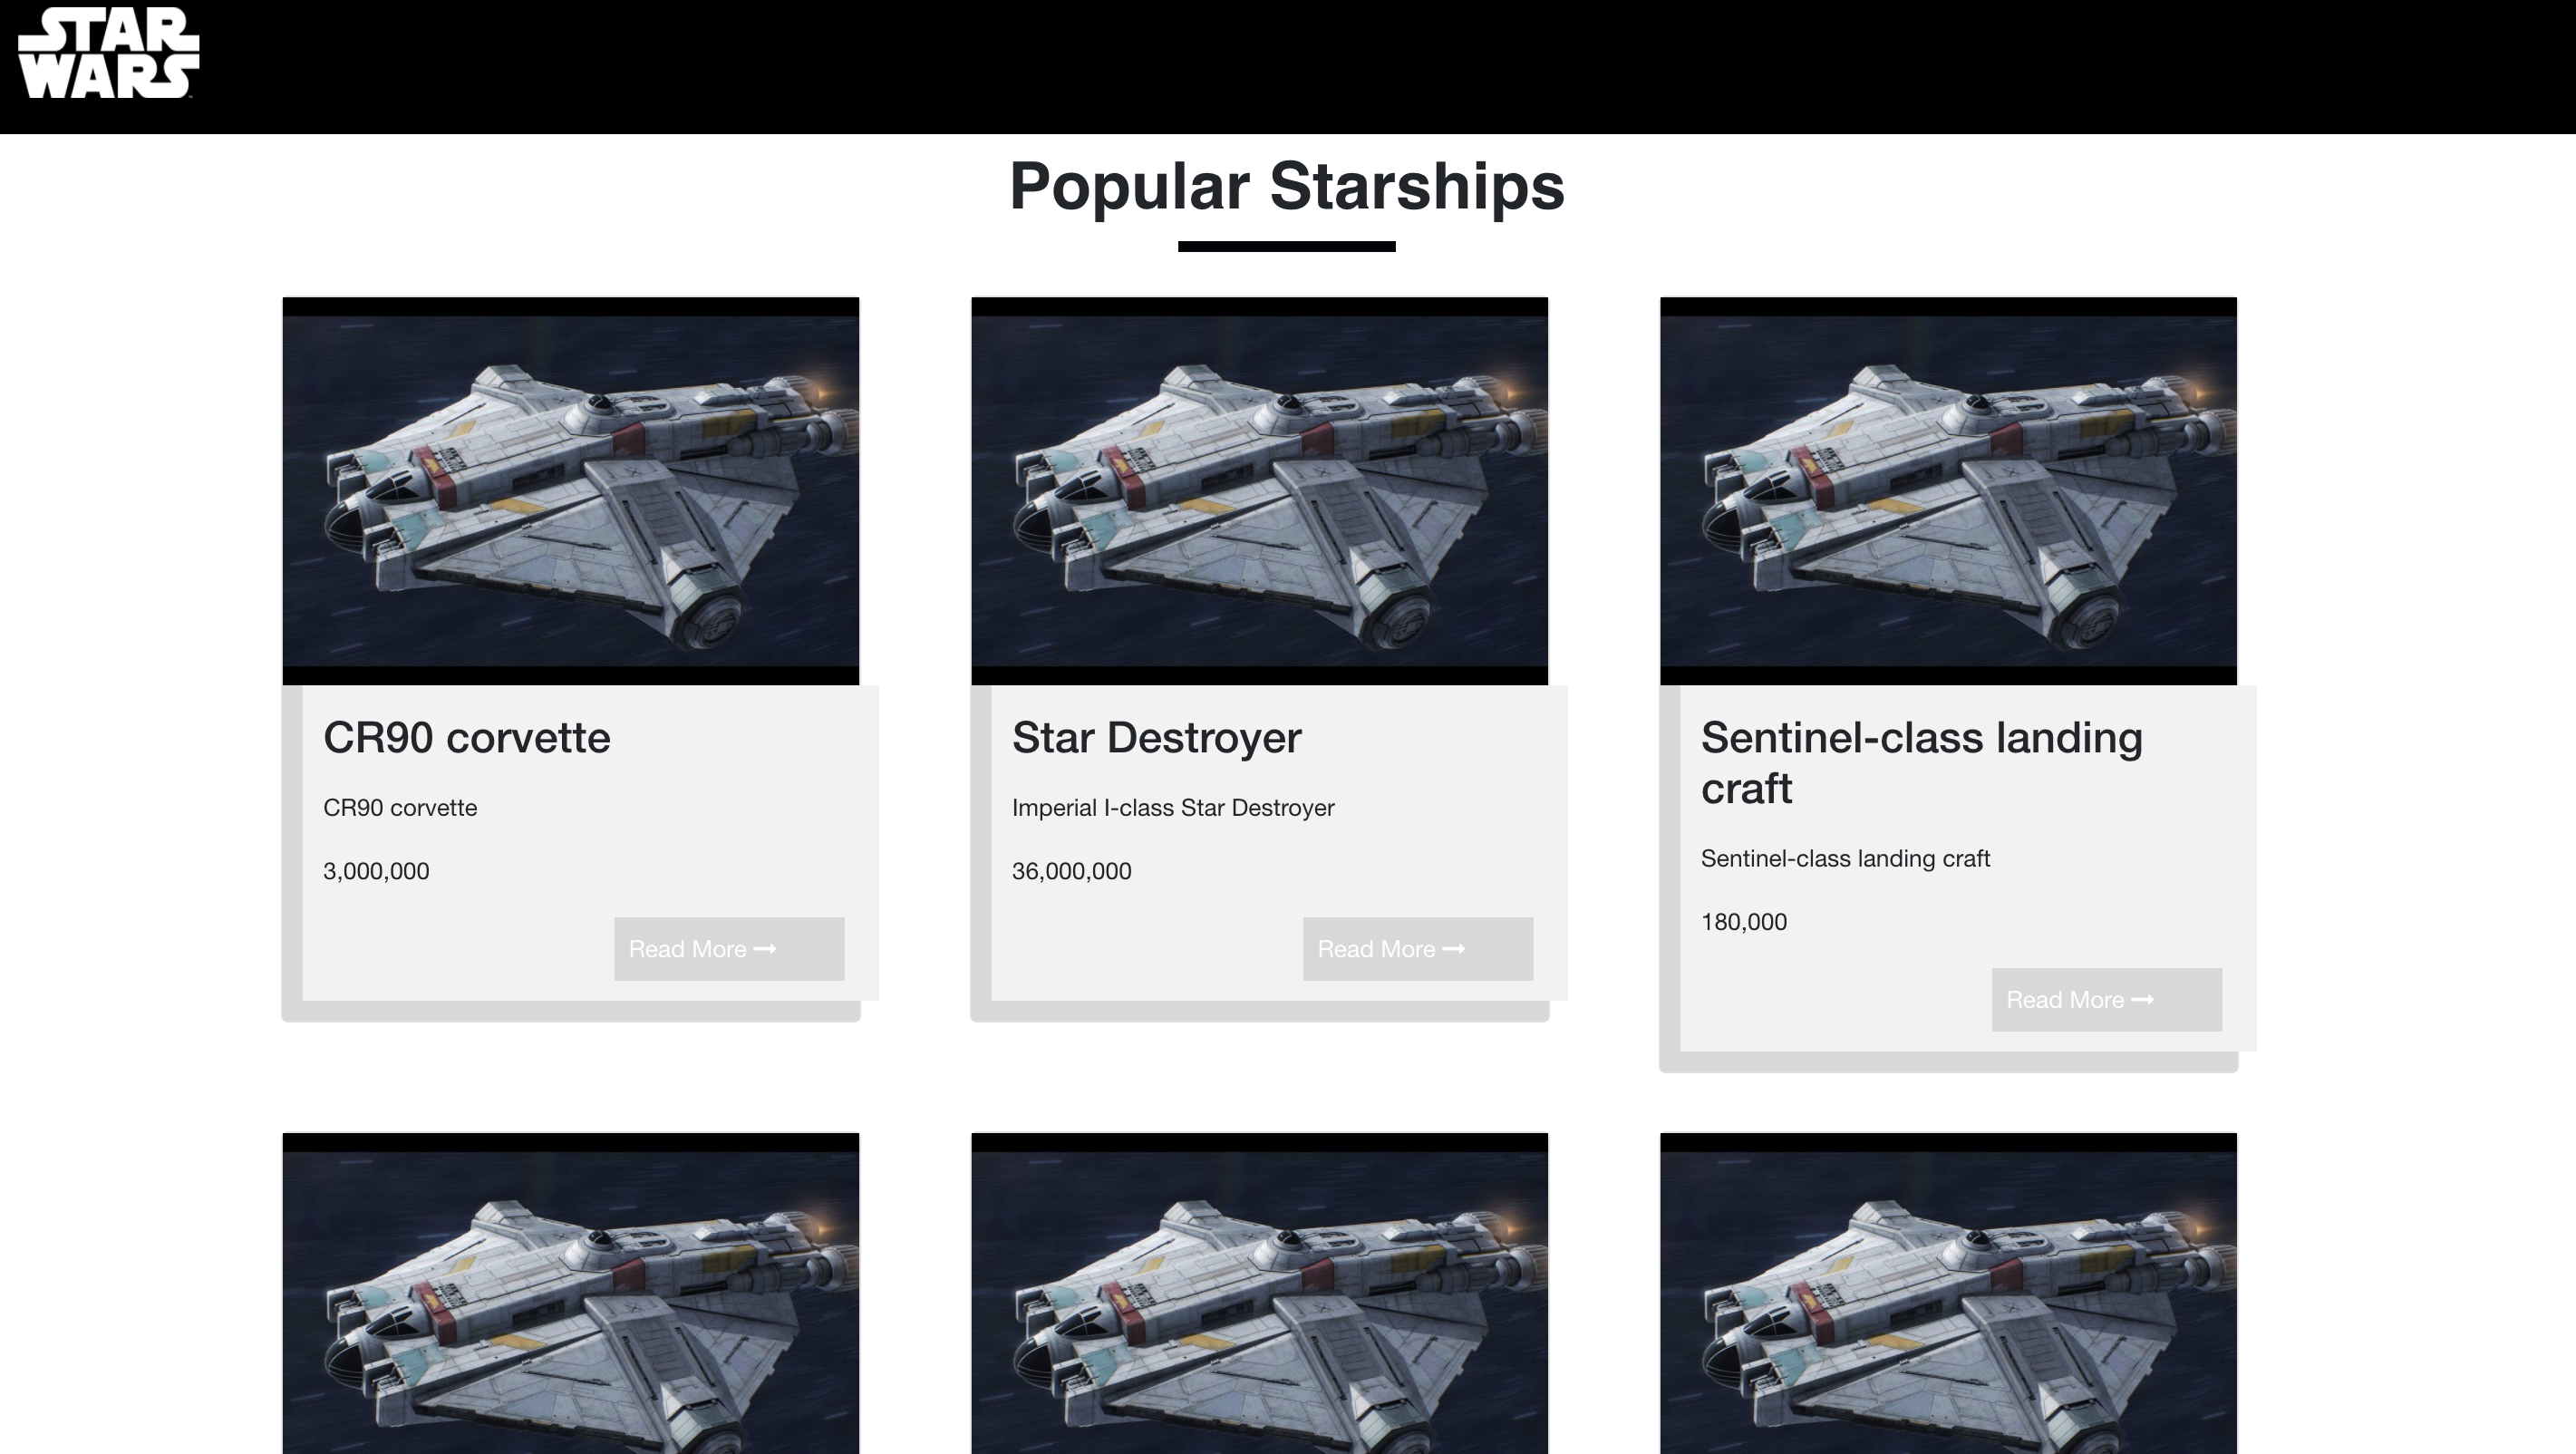 STAR
WARS
Popular Starships
CR90 corvette
CR90 corvette
3,000,000
Read More
Star Destroyer
Imperial I-class Star Destroyer
36,000,000
Read More
Sentinel-class landing
craft
Sentinel-class landing craft
180,000
Read More